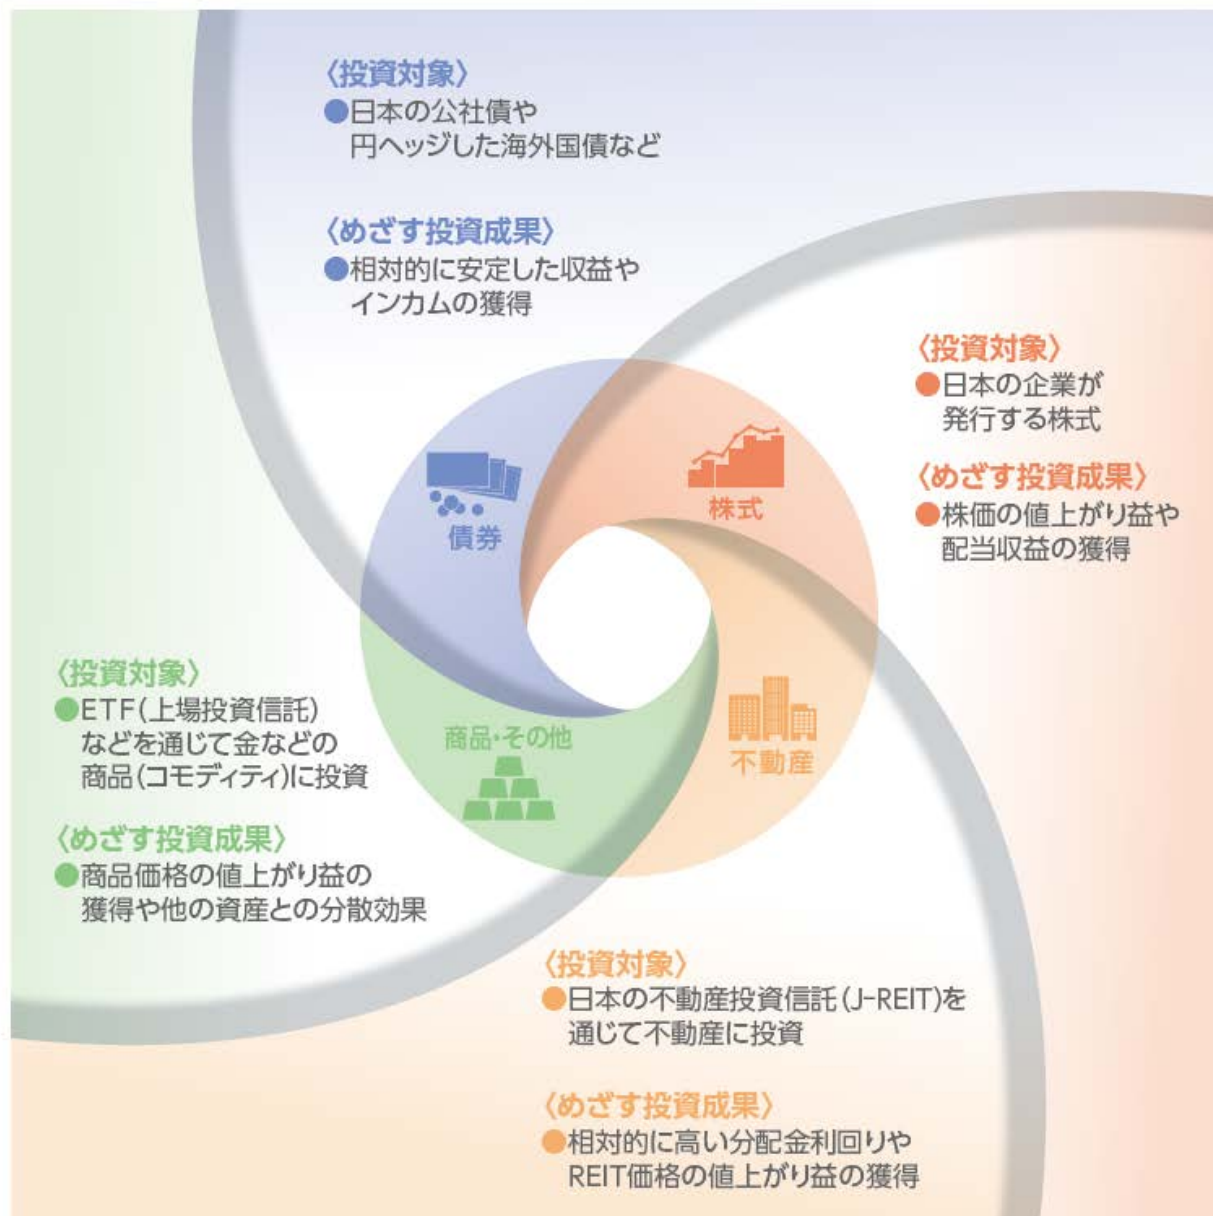 〈投資対象〉
●日本の公社債や
円ヘッジした海外国債など
〈めざす投資成果〉
●相対的に安定した収益や
インカムの獲得
〈投資対象〉
●日本の企業が
発行する株式
〈めざす投資成果〉
●株価の値上がり益や
配当収益の獲得
債券
株式
不動産
商品・その他
〈投資対象〉
●ETF(上場投資信託)
などを通じて金などの
商品(コモディティ)に投資
〈めざす投資成果〉
●商品価格の値上がり益の
獲得や他の資産との分散効果
〈投資対象〉
●日本の不動産投資信託(J-REIT)を
通じて不動産に投資
〈めざす投資成果〉
●相対的に高い分配金利回りや
REIT価格の値上がり益の獲得